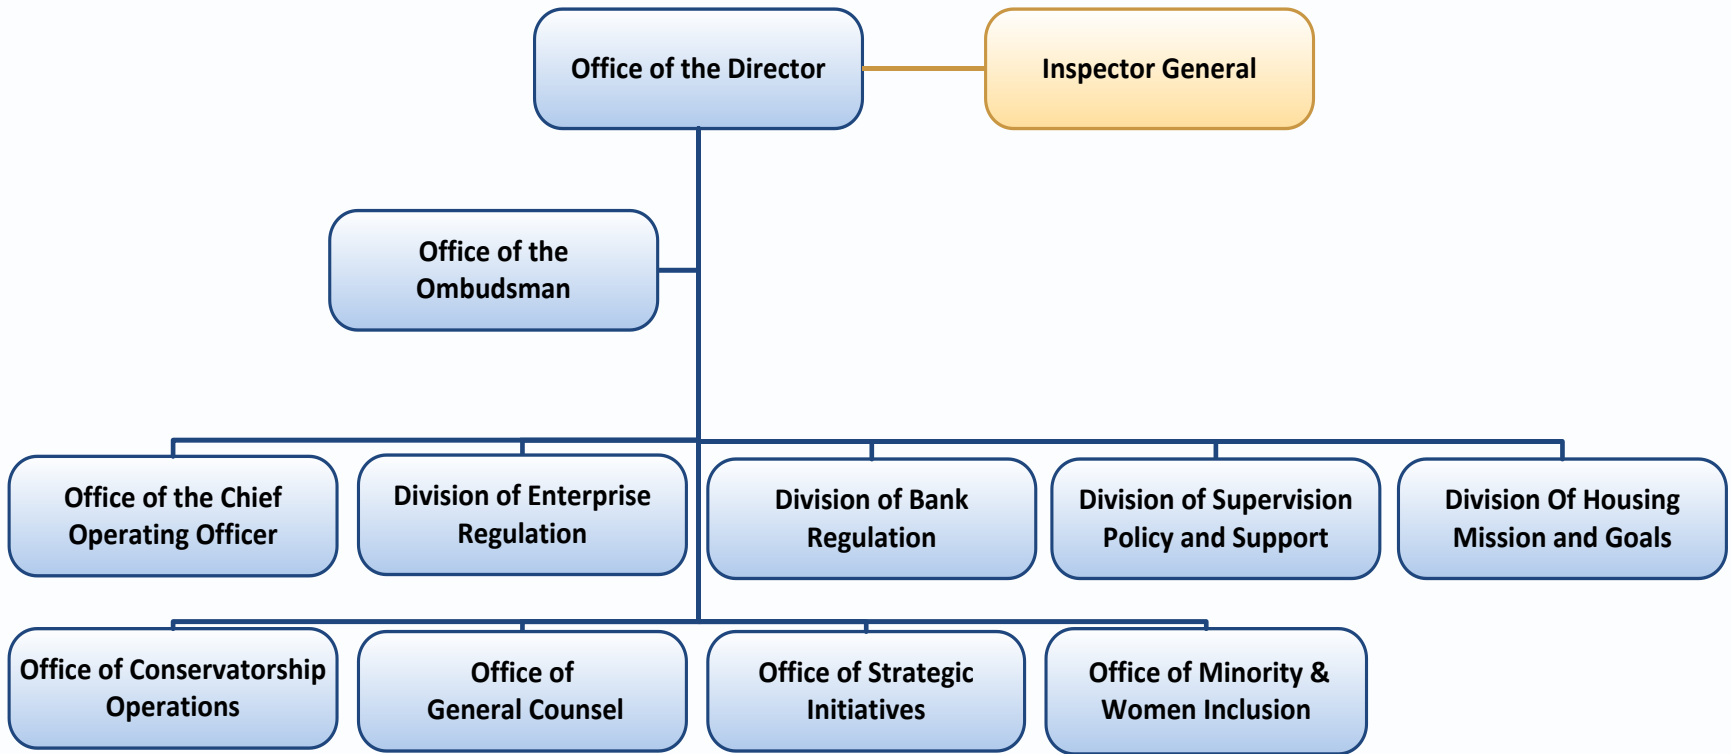 Office of the Director
Inspector General
Office of the
Ombudsman
Office of the Chief
Operating Officer
Division of Enterprise
Regulation
Division of Bank
Regulation
Division of Supervision
Policy and Support
Division Of Housing
Mission and Goals
Office of Conservatorship
Operations
Office of
General Counsel
Office of Strategic
Initiatives
Office of Minority &
Women Inclusion